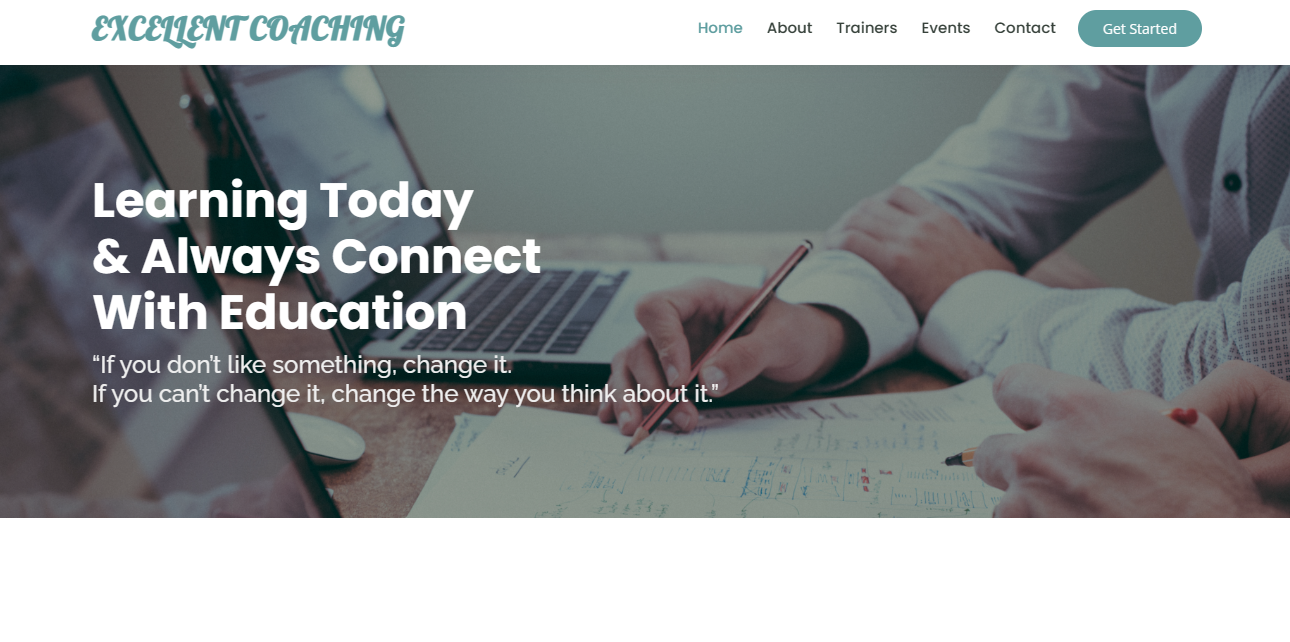 EXCELLENT COACHING
Home About Trainers Events Contact Get Started
Learning Today
& Always Connect
With Education
“If you don’t like something, change it.
If you can’t change it, change the way you think about it.”